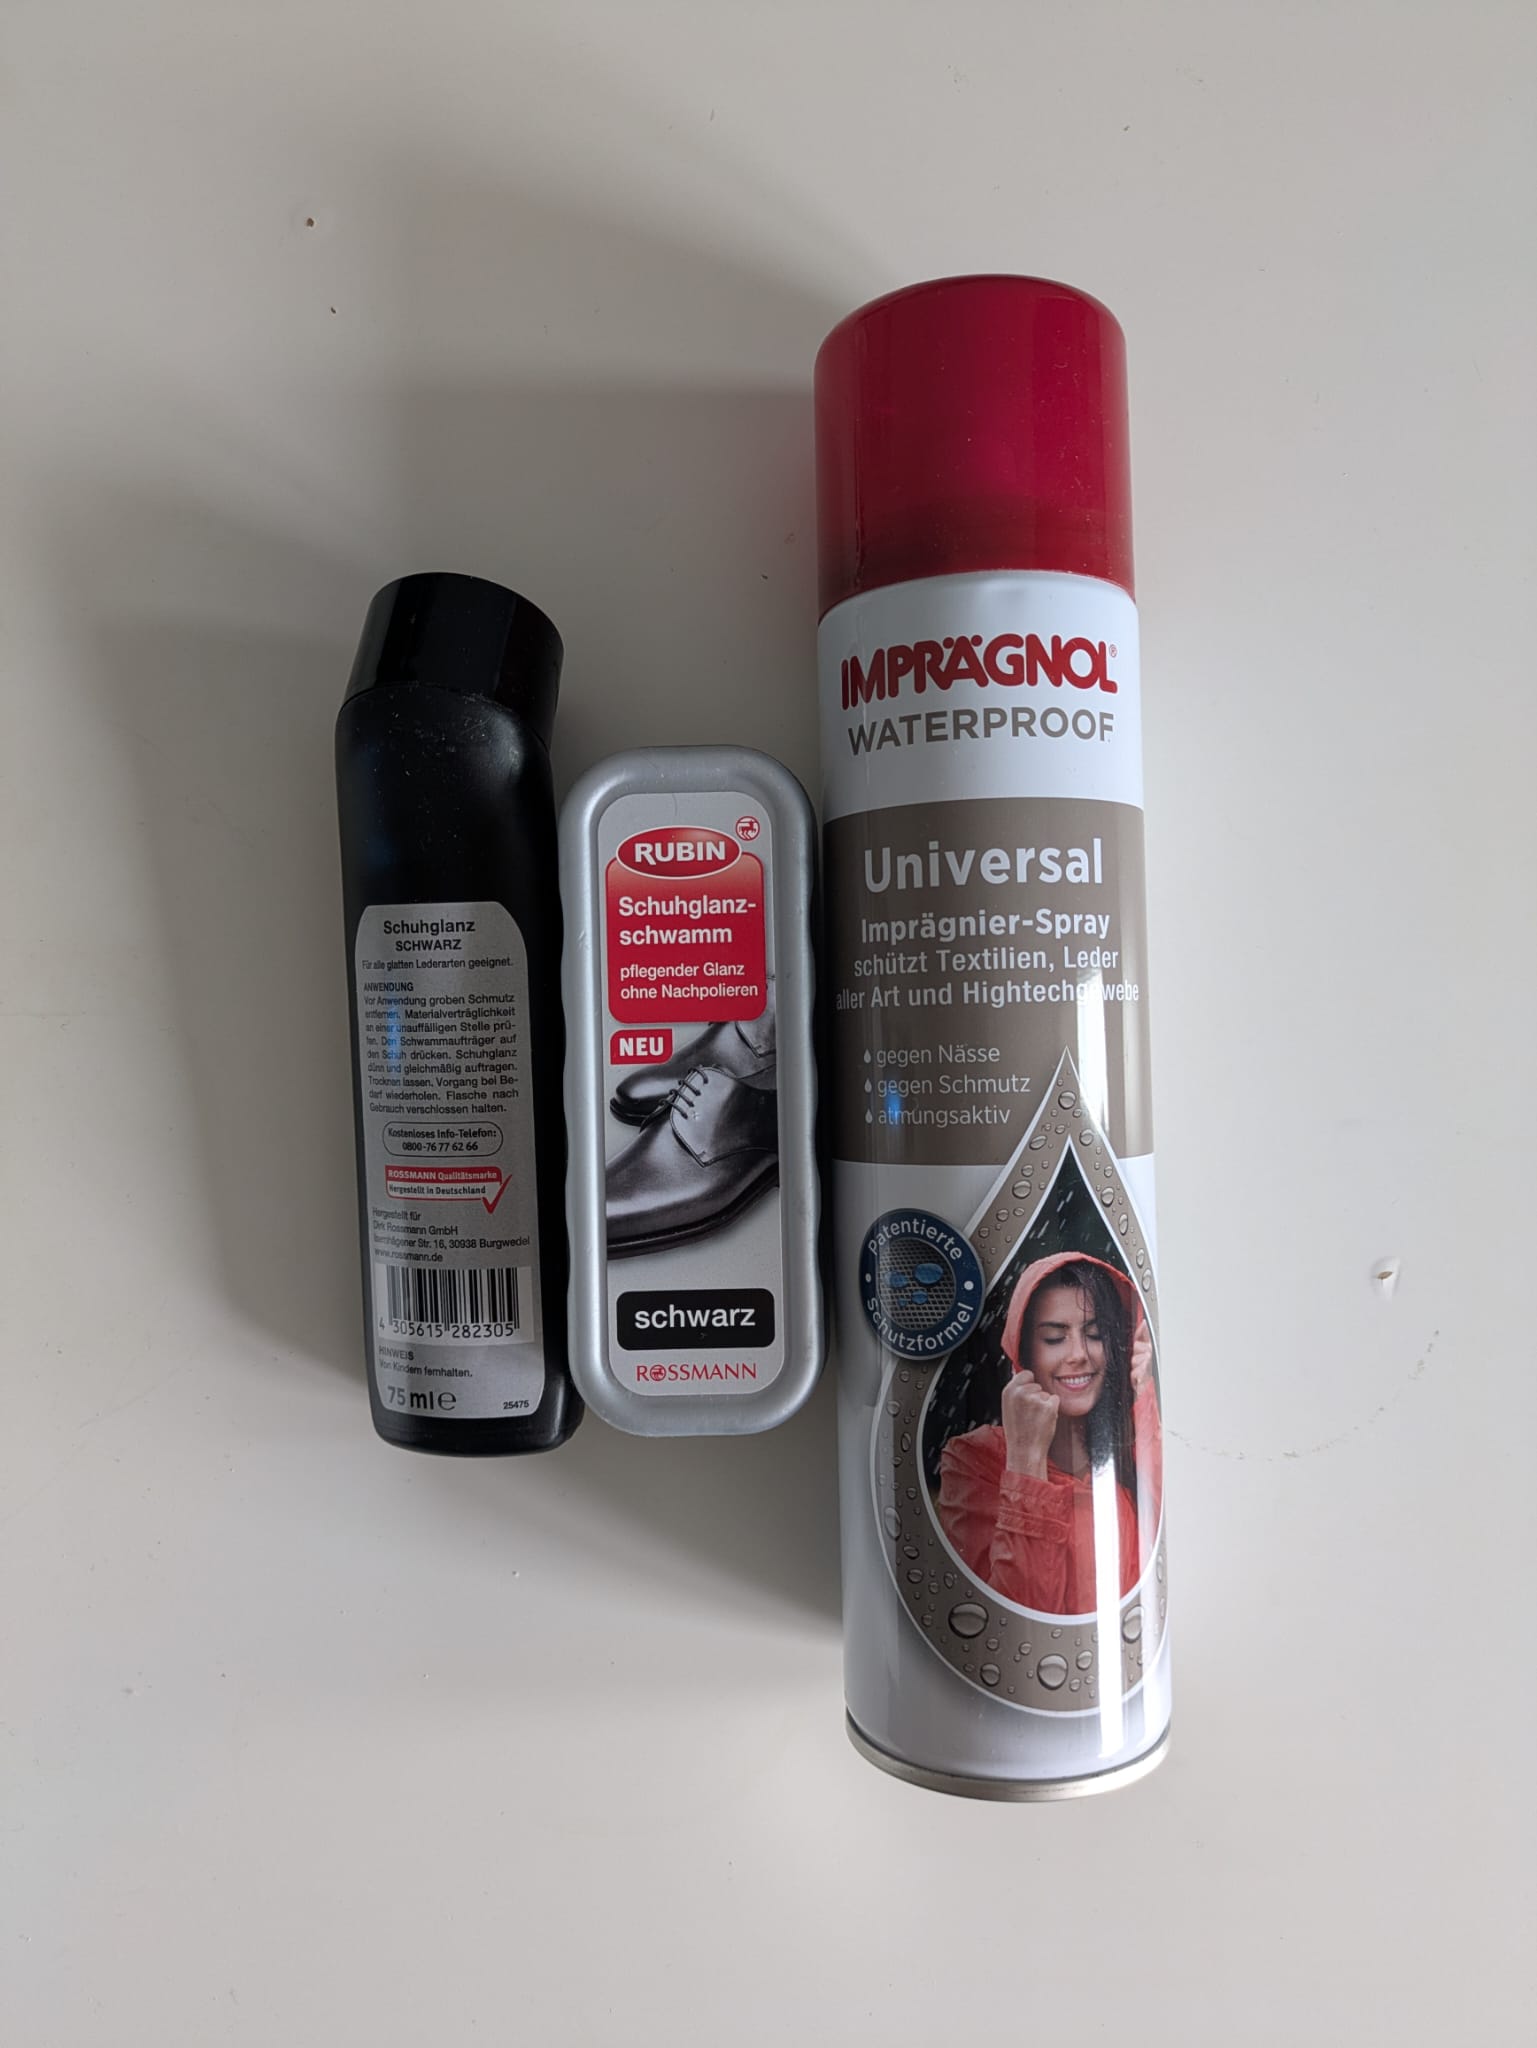 Schuhglanz
SCHWARZ
Für alle glatten Lederarten geeignet.
ANWENDUNG
Vor Anwendung groben Schmutz
entfernen. Materialverträglichkeit
an einer unauffälligen Stelle prü-
fen. Den Schwammaufträger auf
den Schuh drücken. Schuhglanz
dünn und gleichmäßig auftragen.
Trocknen lassen. Vorgang bei Be-
darf wiederholen. Flasche nach
Gebrauch verschlossen halten.
Kostenloses Info-Telefon:
0800-76 77 62 66
ROSSMANN Qualitätsmarke
Hergestellt in Deutschland
Hergestellt für
Dirk Rossmann GmbH
Isernhägener Str. 16, 30938 Burgwedel
www.rossmann.de
4 305615 282305
HINWEIS
Von Kindern fernhalten.
75 ml e
25475
RUBIN
Schuhglanz-
schwamm
pflegender Glanz
ohne Nachpolieren
NEU
schwarz
ROSSMANN
IMPRÄGNOL®
WATERPROOF
Universal
Imprägnier-Spray
schützt Textilien, Leder
aller Art und Hightechgewebe
gegen Nässe
gegen Schmutz
atmungsaktiv
Patentierte
Schutzformel